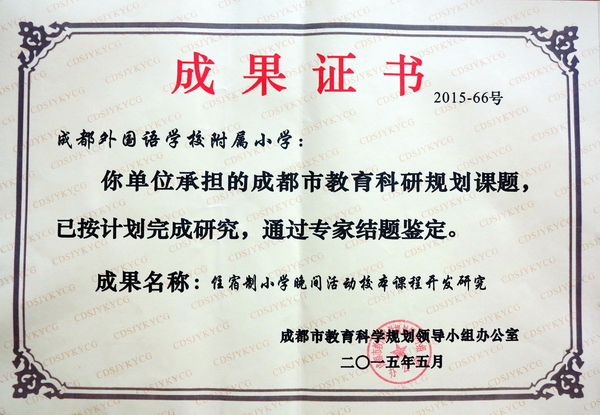 成果证书
2015-66号
成都外国语学校附属小学：
你单位承担的成都市教育科研规划课题，
已按计划完成研究，通过专家结题鉴定。
成果名称：住宿制小学晚间活动校本课程开发研究
成都市教育科学规划领导小组办公室
二〇一五年五月
CDSJYKYCG